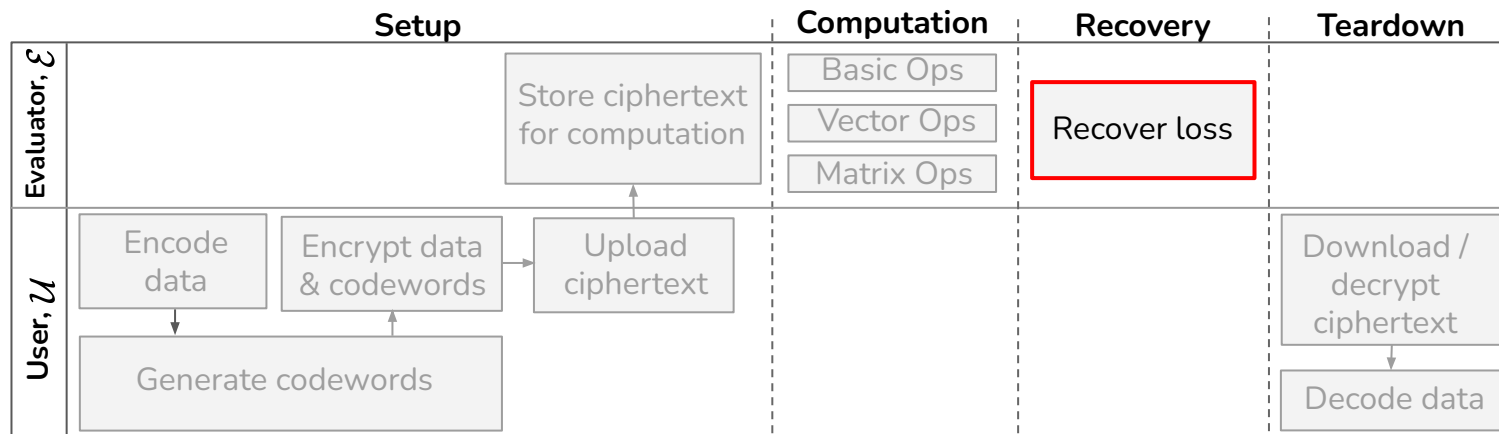 Setup
Computation
Recovery
Teardown
Evaluator, ℰ
Store ciphertext
for computation
Basic Ops
Vector Ops
Matrix Ops
Recover loss
User, 𝒰
Encode
data
Encrypt data
& codewords
Upload
ciphertext
Generate codewords
Download /
decrypt
ciphertext
Decode data